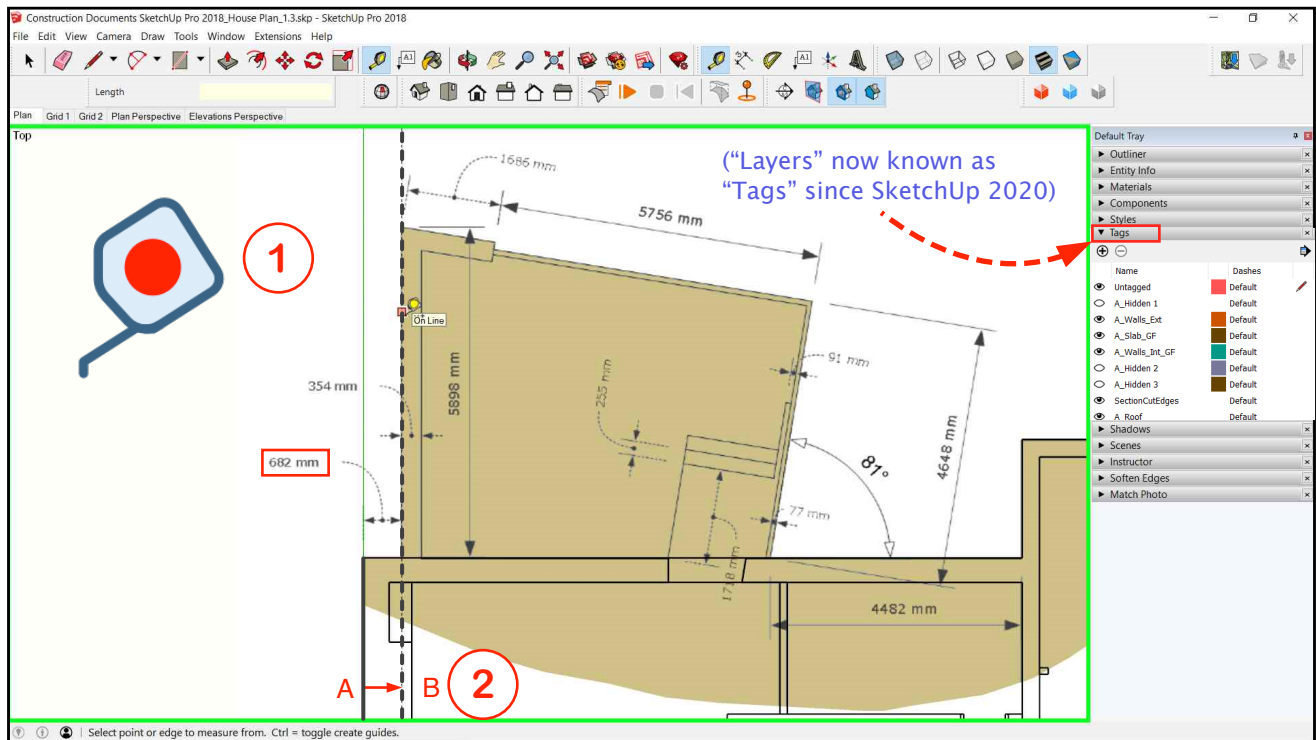 Construction Documents SketchUp Pro 2018_House Plan_1.3.skp - SketchUp Pro 2018
File Edit View Camera Draw Tools Window Extensions Help
A1
A1
Length
Plan Grid 1 Grid 2 Plan Perspective Elevations Perspective
Top
Default Tray
Outliner
Entity Info
Materials
Components
Styles
Tags
Name Dashes
Untagged Default
A_Hidden 1 Default
A_Walls_Ext Default
A_Slab_GF Default
A_Walls_Int_GF Default
A_Hidden 2 Default
A_Hidden 3 Default
SectionCutEdges Default
A_Roof Default
Shadows
Scenes
Instructor
Soften Edges
Match Photo
(“Layers” now known as
“Tags” since SketchUp 2020)
1
1686 mm
5756 mm
On Line
354 mm
5898 mm
255 mm
91 mm
682 mm
81°
4648 mm
77 mm
1718 mm
4482 mm
A B
2
Select point or edge to measure from. Ctrl = toggle create guides.